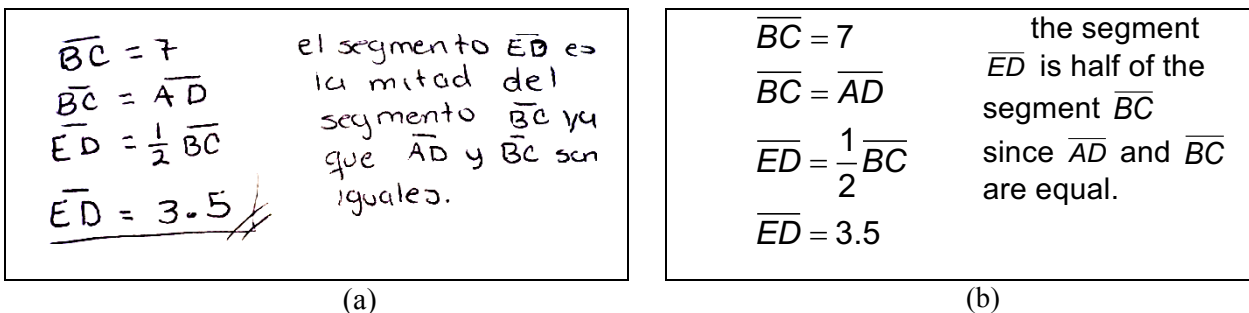 BC̅ = 7
BC̅ = AD̅
ED̅ = 1/2 BC̅
ED̅ = 3.5
el segmento ED̅ es
la mitad del
segmento BC̅ ya
que AD̅ y BC̅ son
iguales.
(a)
BC̅ = 7
BC̅ = AD̅
ED̅ = 1/2 BC̅
ED̅ = 3.5
the segment
ED̅ is half of the
segment BC̅
since AD̅ and BC̅
are equal.
(b)